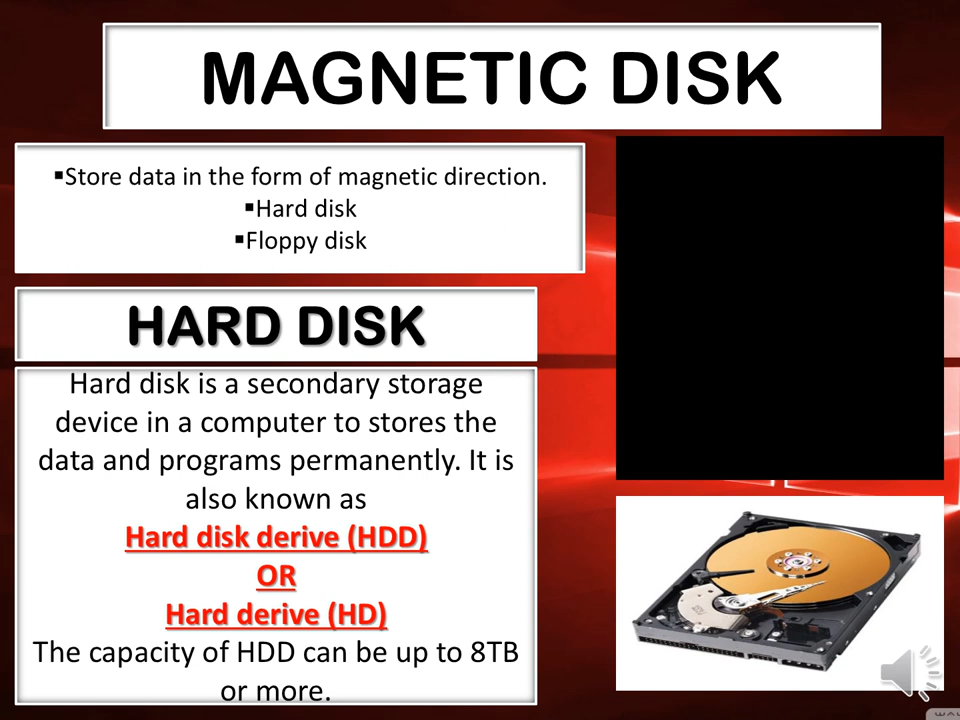 MAGNETIC DISK
▪Store data in the form of magnetic direction.
▪Hard disk
▪Floppy disk
HARD DISK
Hard disk is a secondary storage
device in a computer to stores the
data and programs permanently. It is
also known as
Hard disk derive (HDD)
OR
Hard derive (HD)
The capacity of HDD can be up to 8TB
or more.